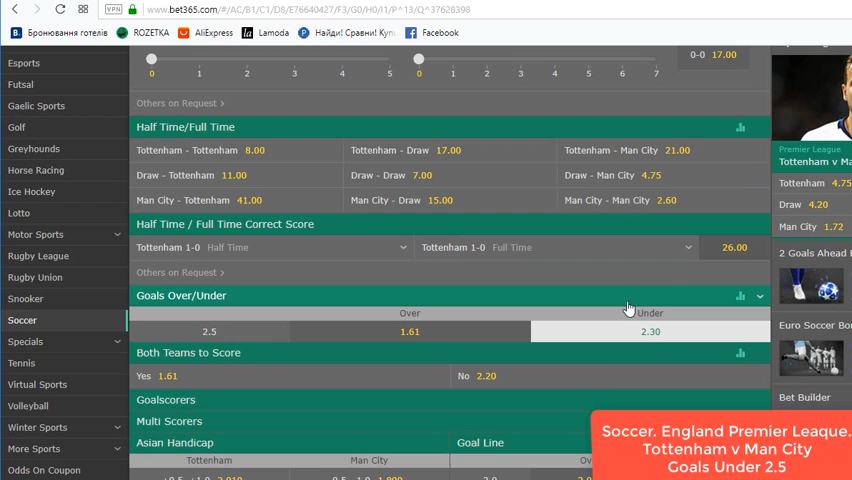 VPN www.bet365.com/#/AC/B1/C1/D8/E76640427/F3/G0/H0/I1/P^13/Q^37628398
B. Бронювання готелів ROZETKA AliExpress la Lamoda P Найди! Сравни! Facebook
Esports
Futsal
Gaelic Sports
Golf
Greyhounds
Horse Racing
Ice Hockey
Lotto
Motor Sports
Rugby League
Rugby Union
Snooker
Soccer
Specials
Tennis
Virtual Sports
Volleyball
Winter Sports
More Sports
Odds On Coupon
0 1 2 3 4 5 0 1 2 3 4 5 6 7
0-0 17.00
Others on Request >
Half Time/Full Time
Tottenham - Tottenham 8.00 Tottenham - Draw 17.00 Tottenham - Man City 21.00
Draw - Tottenham 11.00 Draw - Draw 7.00 Draw - Man City 4.75
Man City - Tottenham 41.00 Man City - Draw 15.00 Man City - Man City 2.60
Half Time / Full Time Correct Score
Tottenham 1-0 Half Time Tottenham 1-0 Full Time 26.00
Others on Request >
Goals Over/Under
Over Under
2.5 1.61 2.30
Both Teams to Score
Yes 1.61 No 2.20
Goalscorers
Multi Scorers
Asian Handicap Goal Line
Tottenham Man City
Premier League
Tottenham v Ma
Tottenham 4.75
Draw 4.20
Man City 1.72
2 Goals Ahead
Euro Soccer Bo
Bet Builder
Soccer. England Premier Leaque.
Tottenham v Man City
Goals Under 2.5